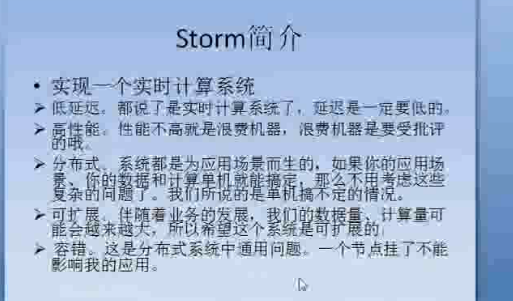 Storm简介
• 实现一个实时计算系统
➢ 低延迟。都说了是实时计算系统了，延迟是一定要低的。
➢ 高性能。性能不高就是浪费机器，浪费机器是要受批评
的哦。
➢ 分布式。系统都是为应用场景而生的，如果你的应用场
景、你的数据和计算单机就能搞定，那么不用考虑这些
复杂的问题了。我们所说的是单机搞不定的情况。
➢ 可扩展。伴随着业务的发展，我们的数据量、计算量可
能会越来越大，所以希望这个系统是可扩展的。
➢ 容错。这是分布式系统中通用问题。一个节点挂了不能
影响我的应用。